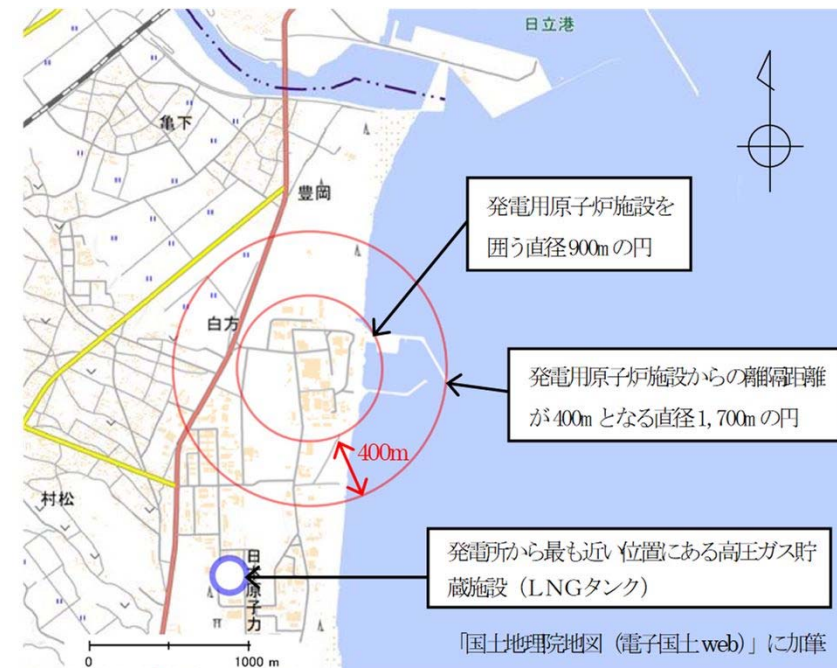 日立港
亀下
豊岡
発電用原子炉施設を
囲う直径900mの円
白方
発電用原子炉施設からの離隔距離
が400mとなる直径1,700mの円
400m
村松
日本原子力
発電所から最も近い位置にある高圧ガス貯
蔵施設（LNGタンク）
「国土地理院地図（電子国土web）」に加筆
0
1000 m